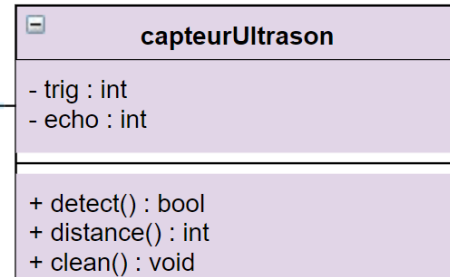 capteurUltrason
- trig : int
- echo : int
+ detect() : bool
+ distance() : int
+ clean() : void